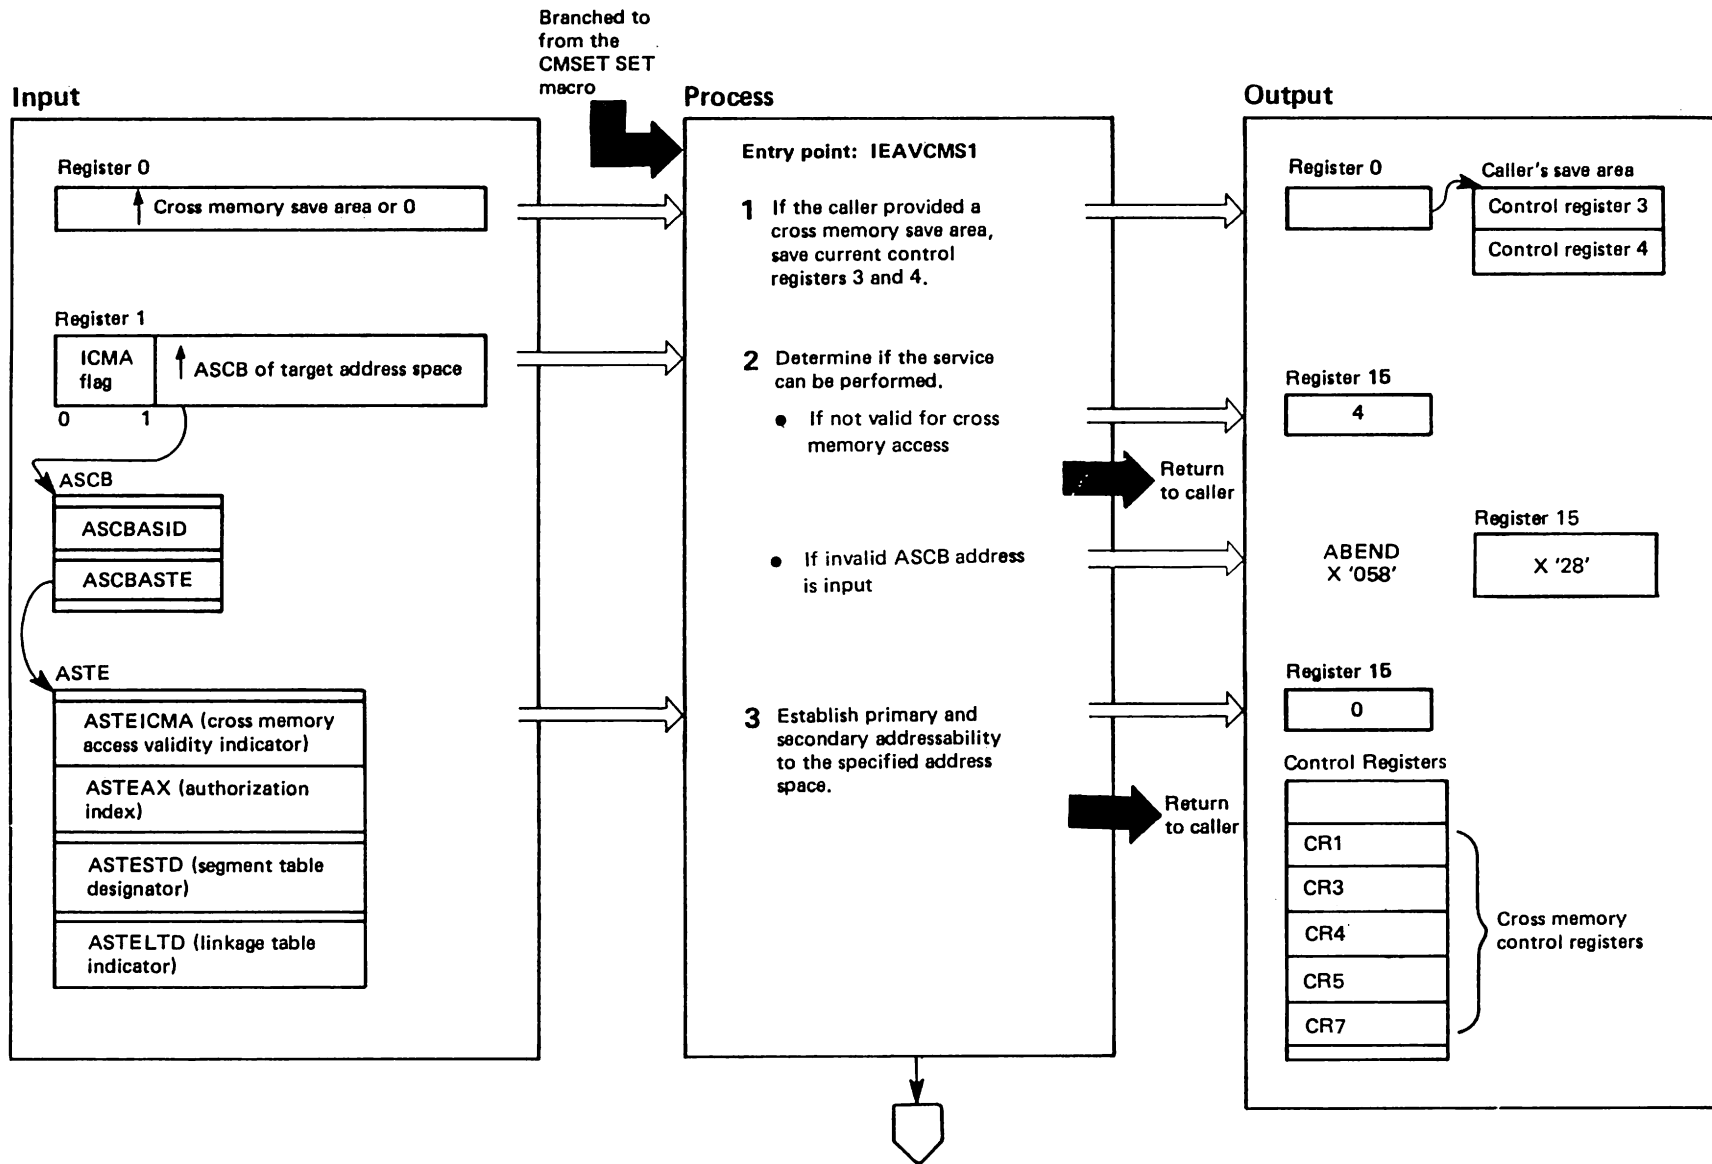 Branched to
from the
CMSET SET
macro
Input
Process
Output
Register 0
Cross memory save area or 0
Register 1
ICMA
flag
ASCB of target address space
0 1
ASCB
ASCBASID
ASCBASTE
ASTE
ASTEICMA (cross memory
access validity indicator)
ASTEAX (authorization
index)
ASTESTD (segment table
designator)
ASTELTD (linkage table
indicator)
Entry point: IEAVCMS1
1 If the caller provided a
cross memory save area,
save current control
registers 3 and 4.
2 Determine if the service
can be performed.
• If not valid for cross
memory access
Return
to caller
• If invalid ASCB address
is input
3 Establish primary and
secondary addressability
to the specified address
space.
Return
to caller
Register 0
Caller's save area
Control register 3
Control register 4
Register 15
4
ABEND
X '058'
Register 15
X '28'
Register 15
0
Control Registers
CR1
CR3
CR4
CR5
CR7
Cross memory
control registers